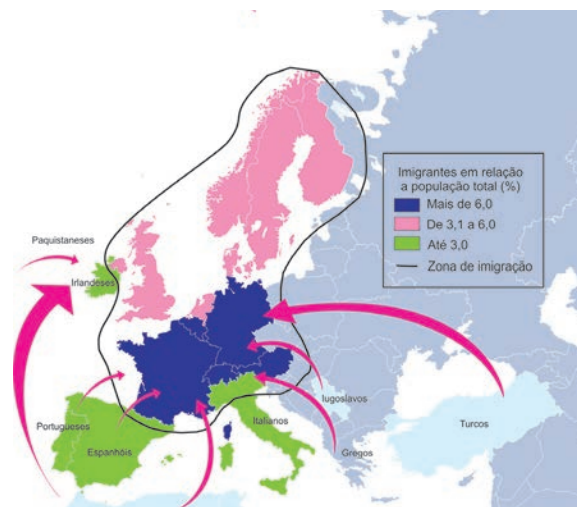 Imigrantes em relação
a população total (%)
Mais de 6,0
De 3,1 a 6,0
Até 3,0
Zona de imigração
Paquistaneses
Irlandeses
Portugueses
Espanhóis
Italianos
Iugoslavos
Gregos
Turcos